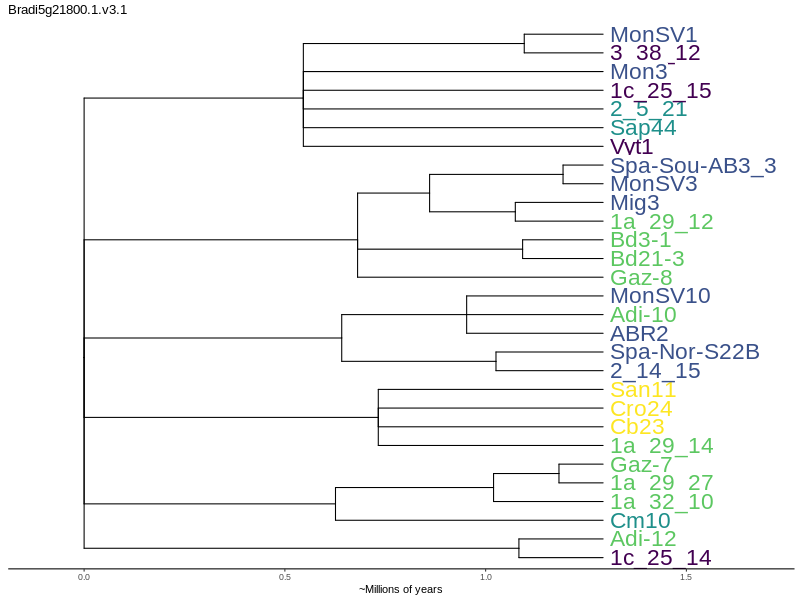 Bradi5g21800.1.v3.1
MonSV1
3_38_12
Mon3
1c_25_15
2_5_21
Sap44
Vvt1
Spa-Sou-AB3_3
MonSV3
Mig3
1a_29_12
Bd3-1
Bd21-3
Gaz-8
MonSV10
Adi-10
ABR2
Spa-Nor-S22B
2_14_15
San11
Cro24
Cb23
1a_29_14
Gaz-7
1a_29_27
1a_32_10
Cm10
Adi-12
1c_25_14
0.0 0.5 1.0 1.5
~Millions of years